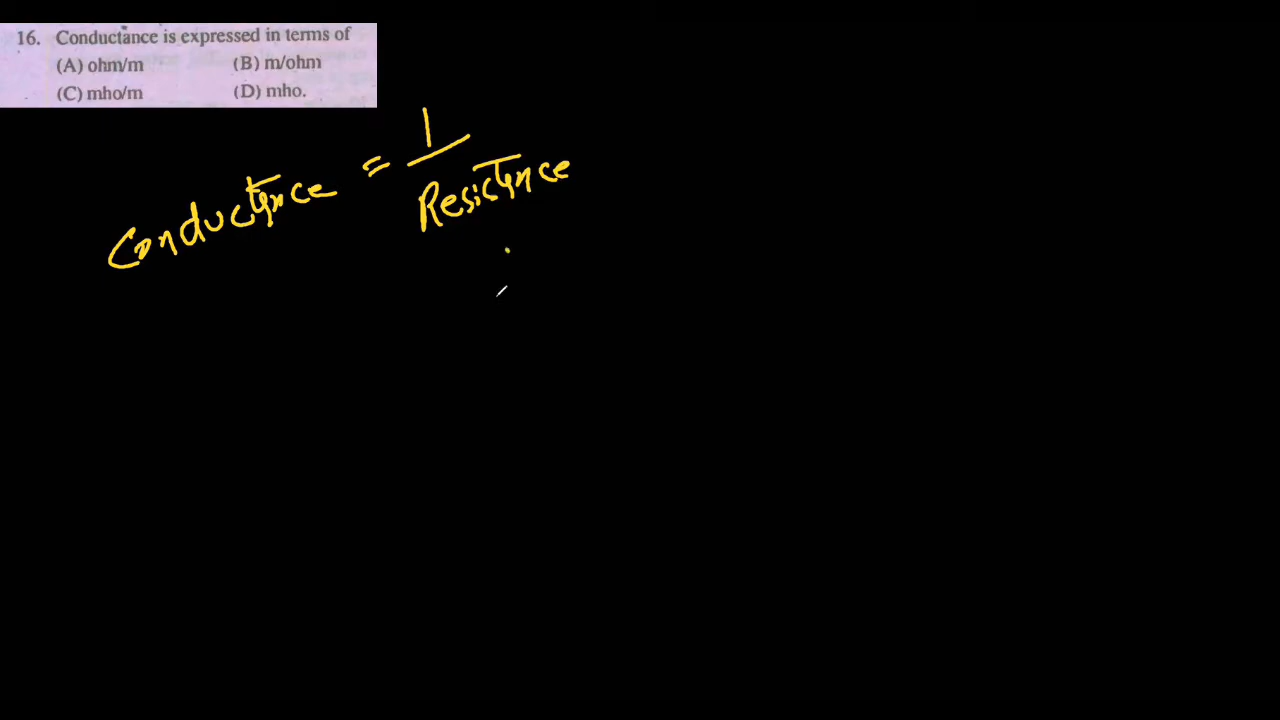 16. Conductance is expressed in terms of
(A) ohm/m (B) m/ohm
(C) mho/m (D) mho.
Conductance = 1
Resistance